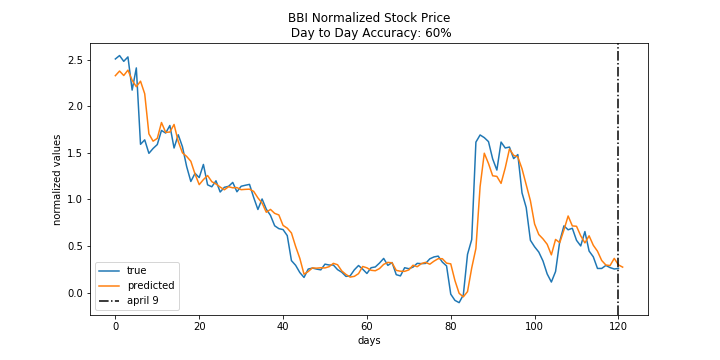 BBI Normalized Stock Price
Day to Day Accuracy: 60%
2.5
2.0
1.5
1.0
0.5
0.0
normalized values
true
predicted
april 9
0
20
40
60
80
100
120
days